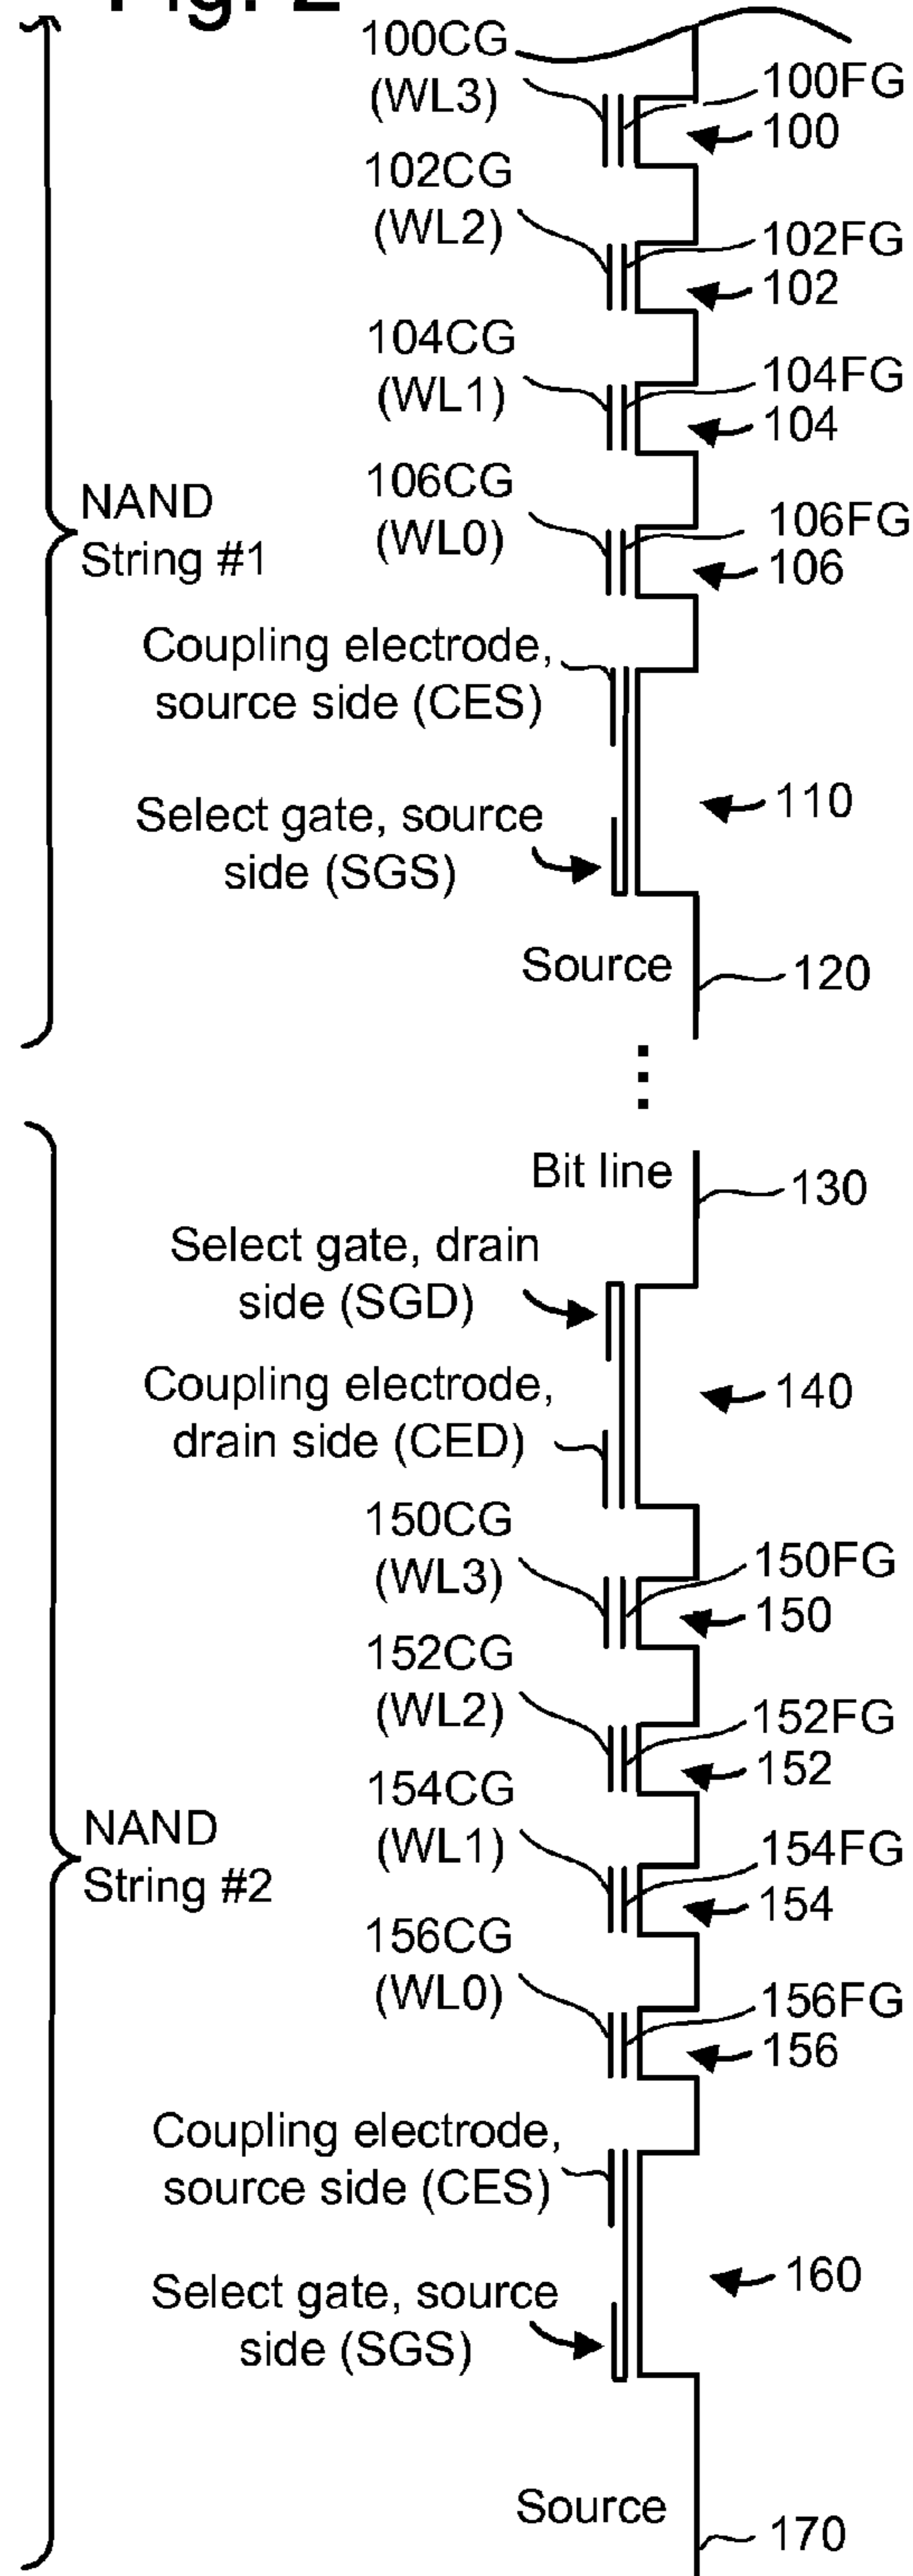 Fig. 2
100CG
(WL3)
100FG
100
102CG
(WL2)
102FG
102
104CG
(WL1)
104FG
104
106CG
(WL0)
106FG
106
NAND
String #1
Coupling electrode,
source side (CES)
110
Select gate, source
side (SGS)
Source
120
Bit line
130
Select gate, drain
side (SGD)
140
Coupling electrode,
drain side (CED)
150CG
(WL3)
150FG
150
152CG
(WL2)
152FG
152
154CG
(WL1)
154FG
154
NAND
String #2
156CG
(WL0)
156FG
156
Coupling electrode,
source side (CES)
160
Select gate, source
side (SGS)
Source
170